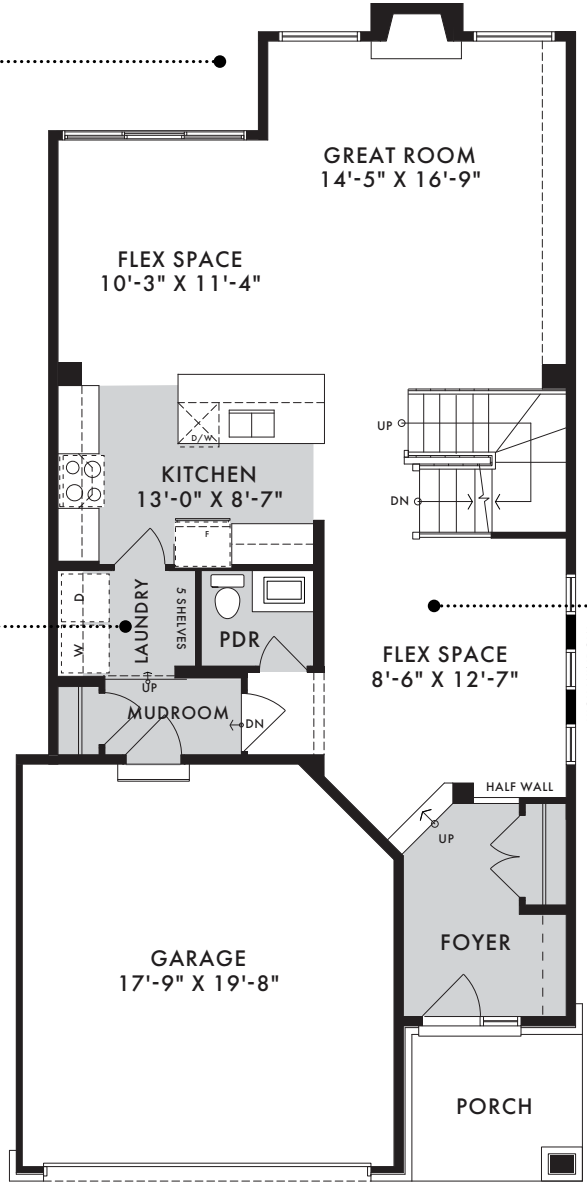 GREAT ROOM
14'-5" X 16'-9"
FLEX SPACE
10'-3" X 11'-4"
UP
D/W
KITCHEN
13'-0" X 8'-7"
DN
F
D
W
LAUNDRY
5 SHELVES
PDR
FLEX SPACE
8'-6" X 12'-7"
UP
MUDROOM
DN
HALF WALL
UP
FOYER
GARAGE
17'-9" X 19'-8"
PORCH